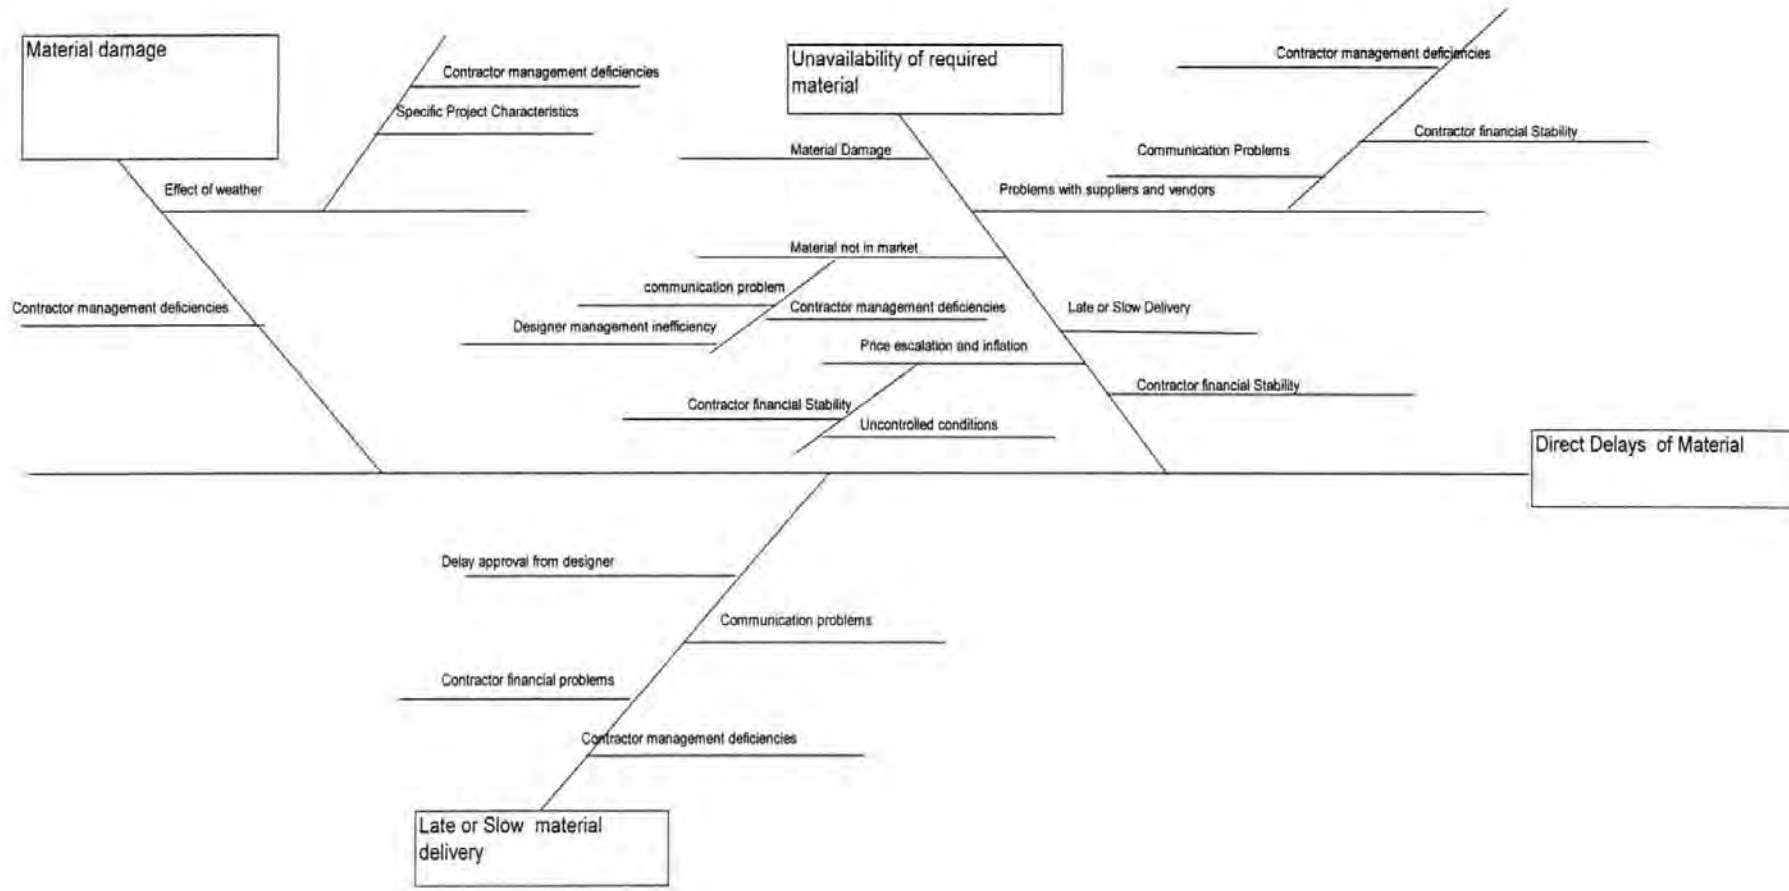 Material damage
Contractor management deficiencies
Specific Project Characteristics
Effect of weather
Contractor management deficiencies
Unavailability of required
material
Material Damage
Contractor management deficiencies
Contractor financial Stability
Communication Problems
Problems with suppliers and vendors
Material not in market
communication problem
Contractor management deficiencies
Designer management inefficiency
Late or Slow Delivery
Price escalation and inflation
Contractor financial Stability
Contractor financial Stability
Uncontrolled conditions
Direct Delays of Material
Delay approval from designer
Communication problems
Contractor financial problems
Contractor management deficiencies
Late or Slow material
delivery